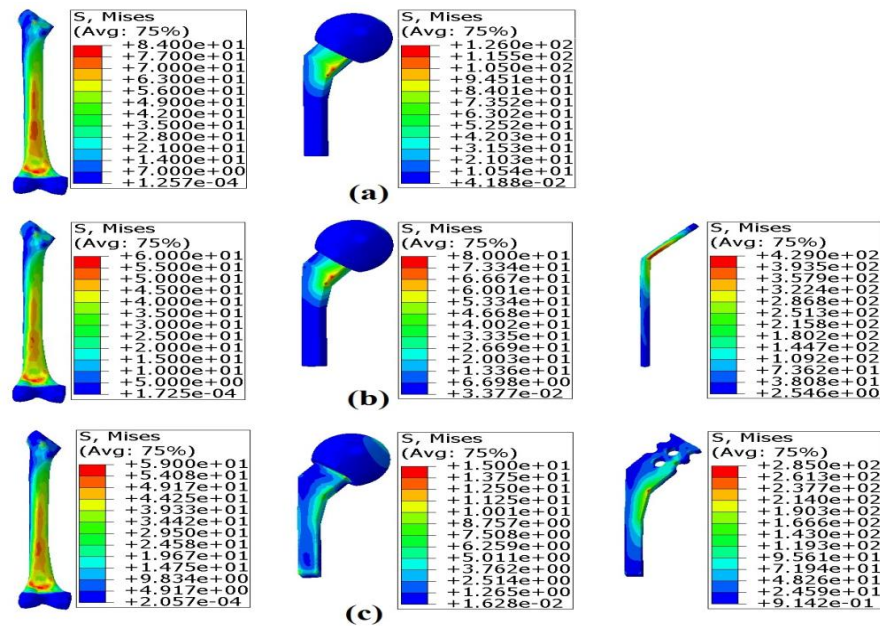 S, Mises
(Avg: 75%)
+8.400e+01
+7.700e+01
+7.000e+01
+6.300e+01
+5.600e+01
+4.900e+01
+4.200e+01
+3.500e+01
+2.800e+01
+2.100e+01
+1.400e+01
+7.000e+00
+1.257e-04
S, Mises
(Avg: 75%)
+1.260e+02
+1.155e+02
+1.050e+02
+9.451e+01
+8.401e+01
+7.352e+01
+6.302e+01
+5.252e+01
+4.203e+01
+3.153e+01
+2.103e+01
+1.054e+01
+4.188e-02
(a)
S, Mises
(Avg: 75%)
+6.000e+01
+5.500e+01
+5.000e+01
+4.500e+01
+4.000e+01
+3.500e+01
+3.000e+01
+2.500e+01
+2.000e+01
+1.500e+01
+1.000e+01
+5.000e+00
+1.725e-04
S, Mises
(Avg: 75%)
+8.000e+01
+7.334e+01
+6.667e+01
+6.001e+01
+5.334e+01
+4.668e+01
+4.002e+01
+3.335e+01
+2.669e+01
+2.003e+01
+1.336e+01
+6.698e+00
+3.377e-02
S, Mises
(Avg: 75%)
+4.290e+02
+3.935e+02
+3.579e+02
+3.224e+02
+2.868e+02
+2.513e+02
+2.158e+02
+1.802e+02
+1.447e+02
+1.092e+02
+7.362e+01
+3.808e+01
+2.546e+00
(b)
S, Mises
(Avg: 75%)
+5.900e+01
+5.408e+01
+4.917e+01
+4.425e+01
+3.933e+01
+3.442e+01
+2.950e+01
+2.458e+01
+1.967e+01
+1.475e+01
+9.834e+00
+4.917e+00
+2.057e-04
S, Mises
(Avg: 75%)
+1.500e+01
+1.375e+01
+1.250e+01
+1.125e+01
+1.001e+01
+8.757e+00
+7.508e+00
+6.259e+00
+5.011e+00
+3.762e+00
+2.514e+00
+1.265e+00
+1.628e-02
S, Mises
(Avg: 75%)
+2.850e+02
+2.613e+02
+2.377e+02
+2.140e+02
+1.903e+02
+1.666e+02
+1.430e+02
+1.193e+02
+9.561e+01
+7.194e+01
+4.826e+01
+2.459e+01
+9.142e-01
(c)